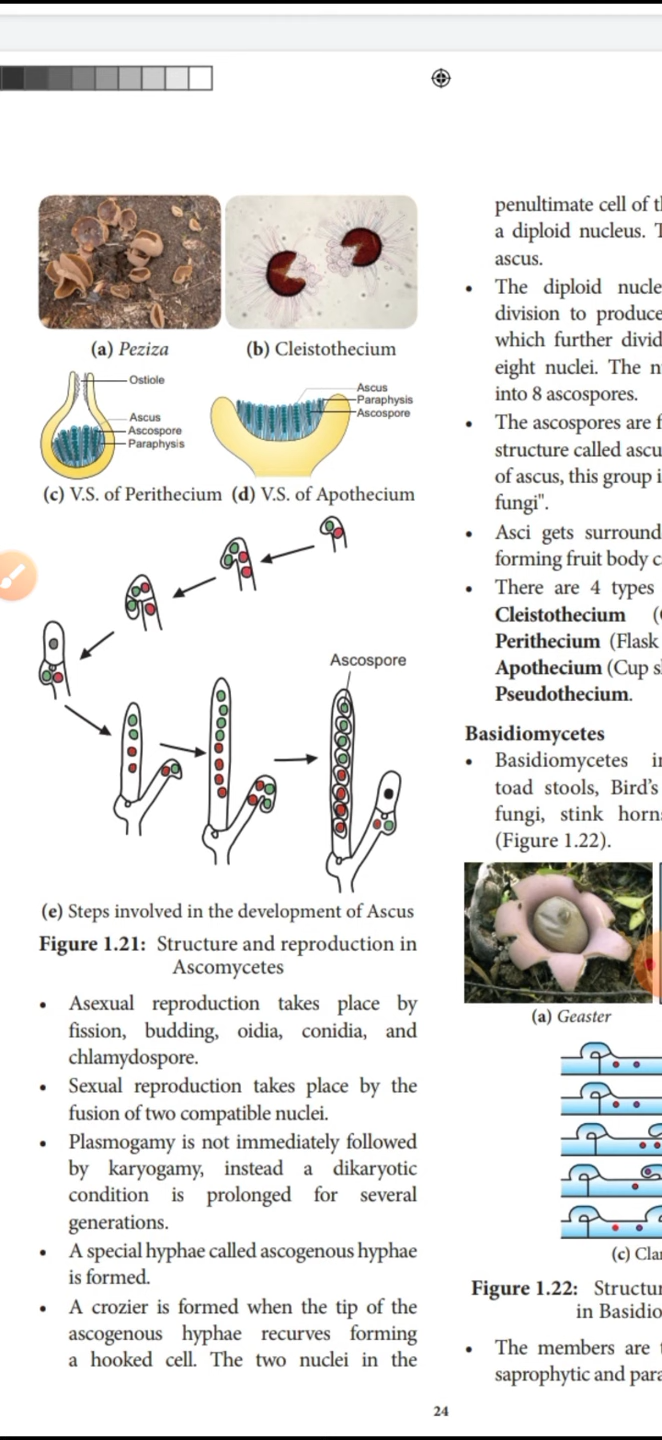 (a) Peziza
(b) Cleistothecium
Ostiole
Ascus
Ascospore
Paraphysis
Ascus
Paraphysis
Ascospore
(c) V.S. of Perithecium (d) V.S. of Apothecium
Ascospore
(e) Steps involved in the development of Ascus
Figure 1.21: Structure and reproduction in
Ascomycetes
• Asexual reproduction takes place by
fission, budding, oidia, conidia, and
chlamydospore.
• Sexual reproduction takes place by the
fusion of two compatible nuclei.
• Plasmogamy is not immediately followed
by karyogamy, instead a dikaryotic
condition is prolonged for several
generations.
• A special hyphae called ascogenous hyphae
is formed.
• A crozier is formed when the tip of the
ascogenous hyphae recurves forming
a hooked cell. The two nuclei in the
penultimate cell of
a diploid nucleus.
ascus.
• The diploid
division to produce
which further
eight nuclei. The
into 8 ascospores.
• The ascospores are
structure called
of ascus, this group
fungi".
• Asci gets
forming fruit body
• There are 4 types
Cleistothecium (
Perithecium (Flask
Apothecium (Cup
Pseudothecium.
Basidiomycetes
• Basidiomycetes
toad stools, Bird's
fungi, stink
(Figure 1.22).
(a) Geaster
(c)
Figure 1.22:
in
• The members are
saprophytic and
24